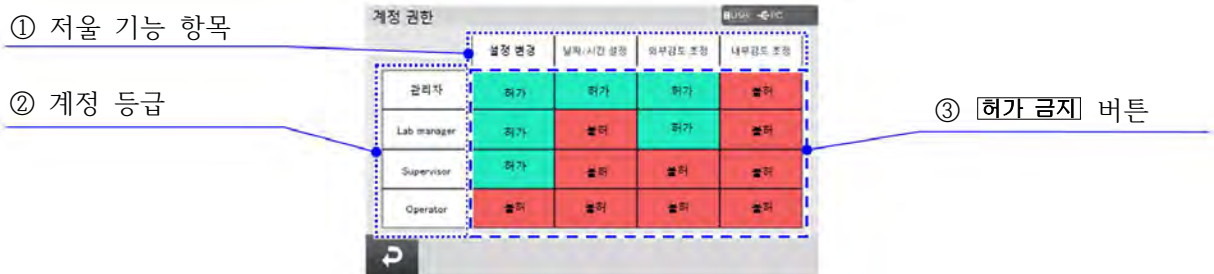 계정 권한
USB PC
① 저울 기능 항목
설정 변경 날짜/시간 설정 외부감도 조정 내부감도 조정
② 계정 등급
관리자 허가 허가 허가 불허
Lab manager 허가 불허 허가 불허
Supervisor 허가 불허 불허 불허
Operator 불허 불허 불허 불허
③ 허가 금지 버튼